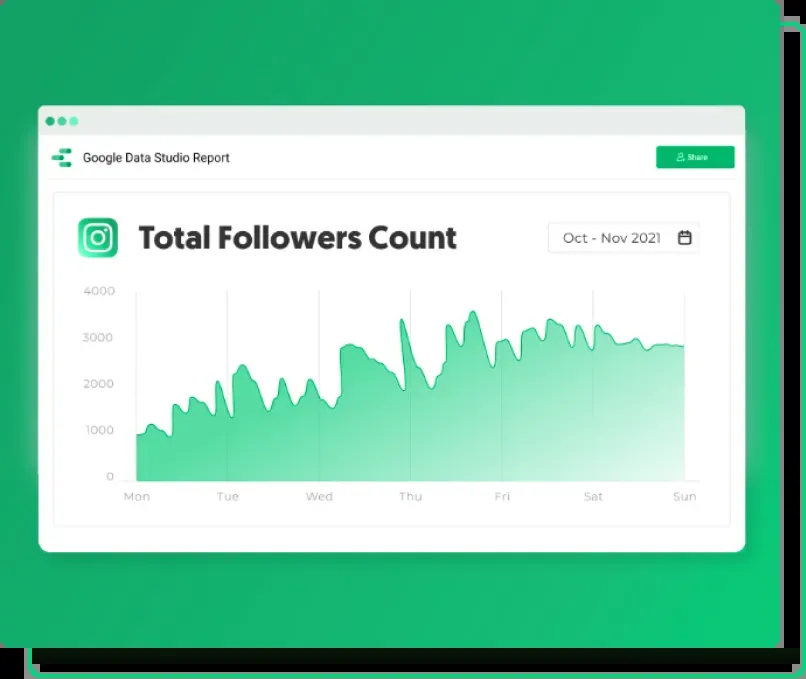 Google Data Studio Report
Share
Total Followers Count
Oct - Nov 2021
4000
3000
2000
1000
0
Mon Tue Wed Thu Fri Sat Sun